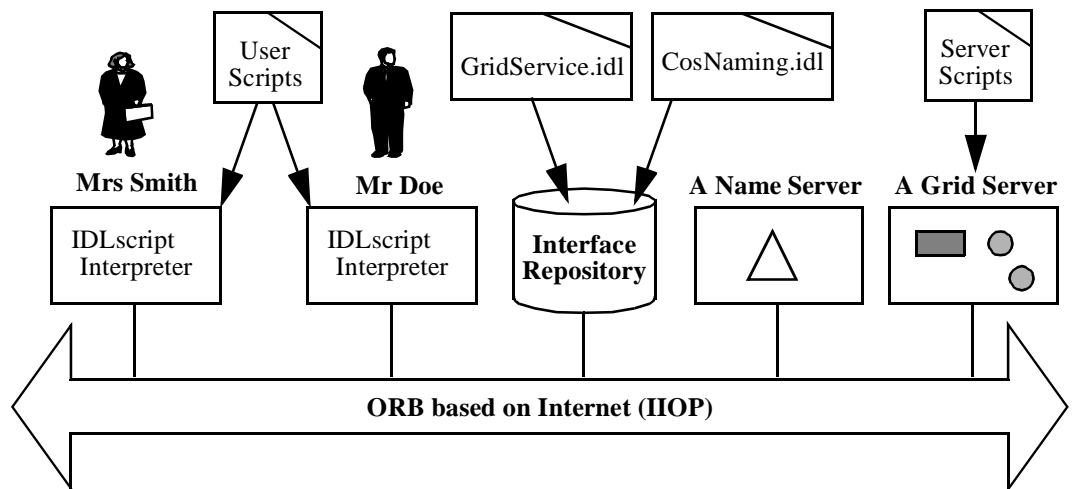 User
Scripts
GridService.idl
CosNaming.idl
Server
Scripts
Mrs Smith
Mr Doe
A Name Server
A Grid Server
IDLscript
Interpreter
IDLscript
Interpreter
Interface
Repository
ORB based on Internet (IIOP)